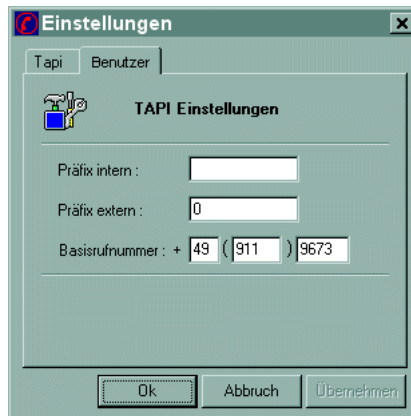 Einstellungen
Tapi Benutzer
TAPI Einstellungen
Präfix intern :
Präfix extern : 0
Basisrufnummer : + 49 ( 911 ) 9673
Ok Abbruch Übernehmen